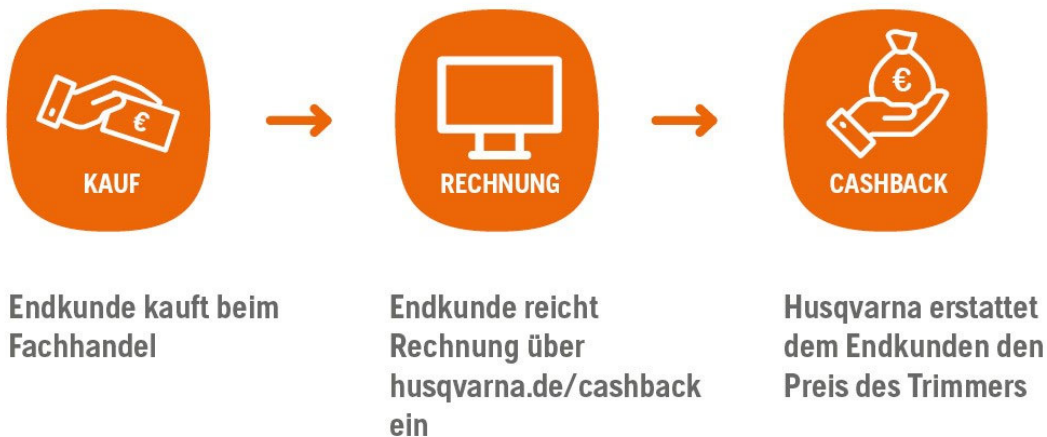 €
KAUF
RECHNUNG
€
CASHBACK
Endkunde kauft beim
Fachhandel
Endkunde reicht
Rechnung über
husqvarna.de/cashback
ein
Husqvarna erstattet
dem Endkunden den
Preis des Trimmers